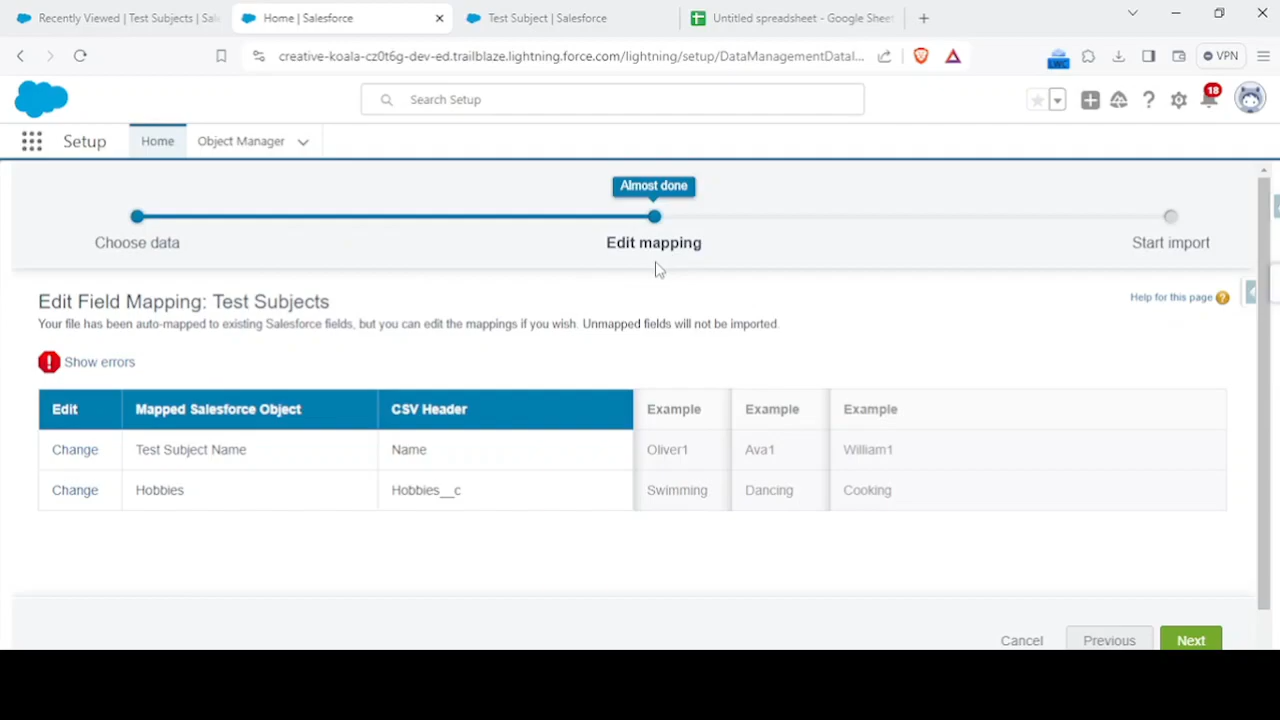 Recently Viewed | Test Subjects | Sale
Home | Salesforce
Test Subject | Salesforce
Untitled spreadsheet - Google Sheet
creative-koala-cz0t6g-dev-ed.trailblaze.lightning.force.com/lightning/setup/DataManagementDataI...
LWC
VPN
Search Setup
18
Setup
Home
Object Manager
Almost done
Choose data
Edit mapping
Start import
Edit Field Mapping: Test Subjects
Help for this page
Your file has been auto-mapped to existing Salesforce fields, but you can edit the mappings if you wish. Unmapped fields will not be imported.
Show errors
Edit Mapped Salesforce Object CSV Header Example Example Example
Change Test Subject Name Name Oliver1 Ava1 William1
Change Hobbies Hobbies__c Swimming Dancing Cooking
Cancel Previous Next